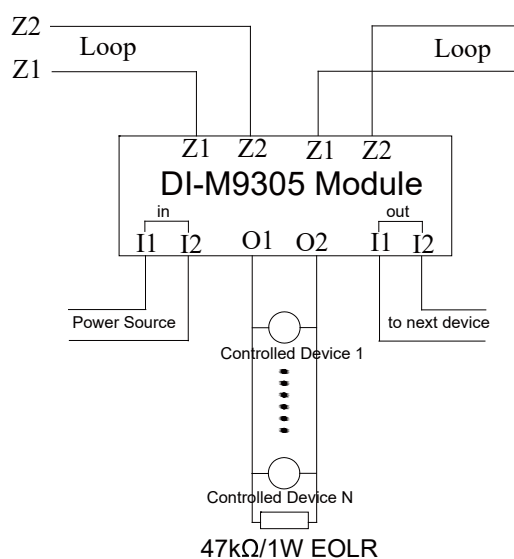 Z2
Loop
Loop
Z1
Z1 Z2 Z1 Z2
DI-M9305 Module
in
out
I1 I2 O1 O2 I1 I2
Power Source
to next device
Controlled Device 1
Controlled Device N
47kΩ/1W EOLR